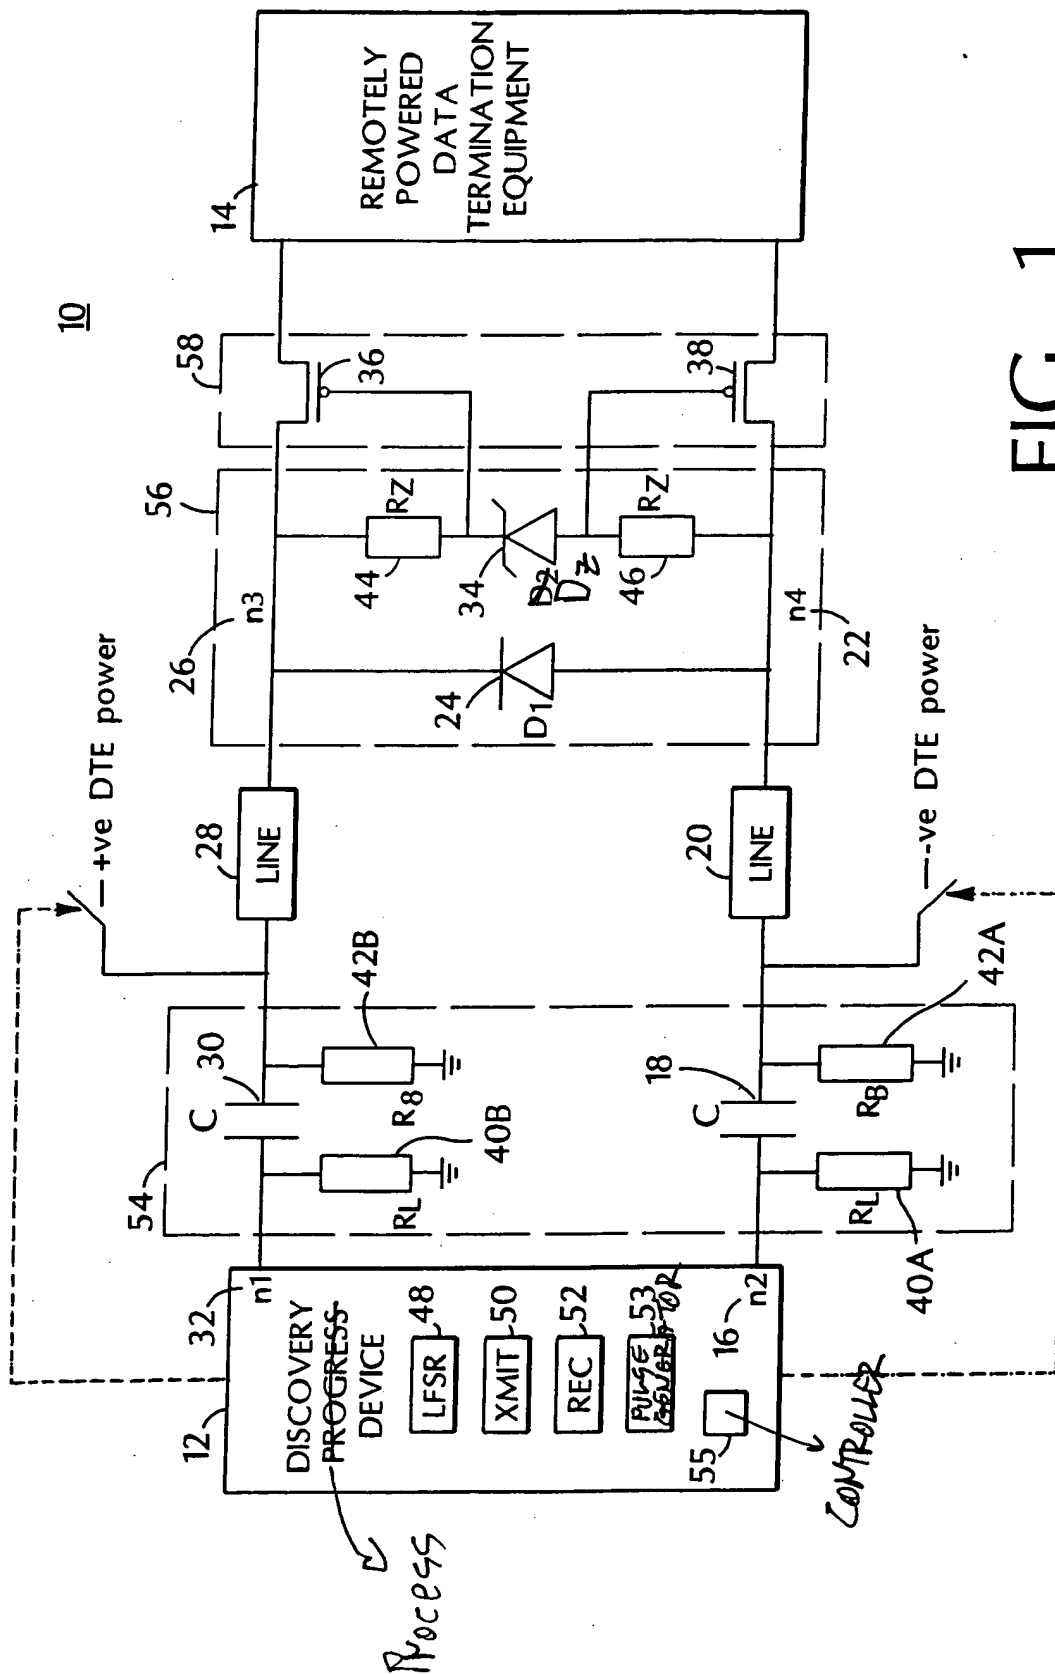 10
12
DISCOVERY
PROGRESS
DEVICE
Process
32
n1
LFSR
48
XMIT
50
REC
52
PULSE
GENERATOR
53
55
CONTROLLER
16
n2
54
C
30
RL
40B
R8
42B
C
18
RL
40A
RB
42A
+ve DTE power
-ve DTE power
28
LINE
20
LINE
26
n3
56
24
D1
44
RZ
34
D2
DZ
46
RZ
n4
22
58
36
38
14
REMOTELY
POWERED
DATA
TERMINATION
EQUIPMENT
FIG. 1